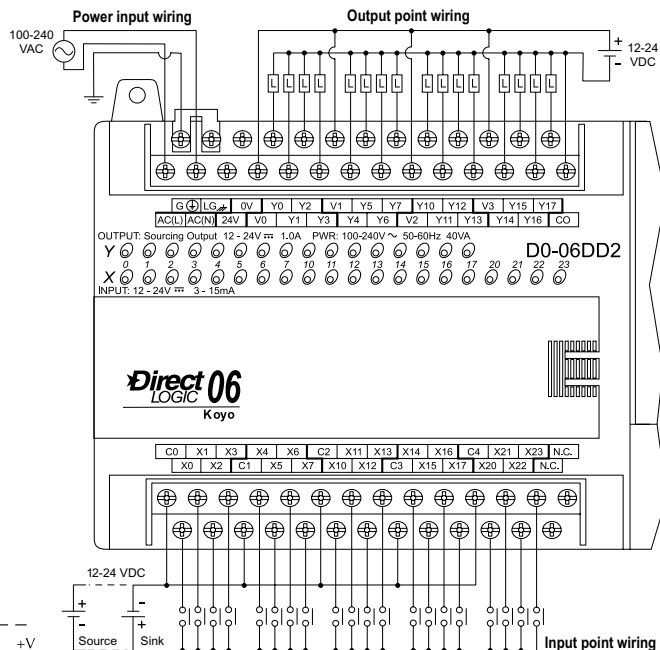 Power input wiring
Output point wiring
100-240
VAC
+ 12-24
- VDC
L L L L L L L L L L L L L L L L
G LG 0V Y0 Y2 V1 Y5 Y7 Y10 Y12 V3 Y15 Y17
AC(L) AC(N) 24V V0 Y1 Y3 Y4 Y6 V2 Y11 Y13 Y14 Y16 CO
OUTPUT: Sourcing Output 12 - 24V ⎓ 1.0A PWR: 100-240V ~ 50-60Hz 40VA
Y
D0-06DD2
0 1 2 3 4 5 6 7 10 11 12 13 14 15 16 17 20 21 22 23
X
INPUT: 12 - 24V ⎓ 3 - 15mA
Direct 06
LOGIC
Koyo
C0 X1 X3 X4 X6 C2 X11 X13 X14 X16 C4 X21 X23 N.C.
X0 X2 C1 X5 X7 X10 X12 C3 X15 X17 X20 X22 N.C.
12-24 VDC
+ -
- +
+V
Source Sink
Input point wiring